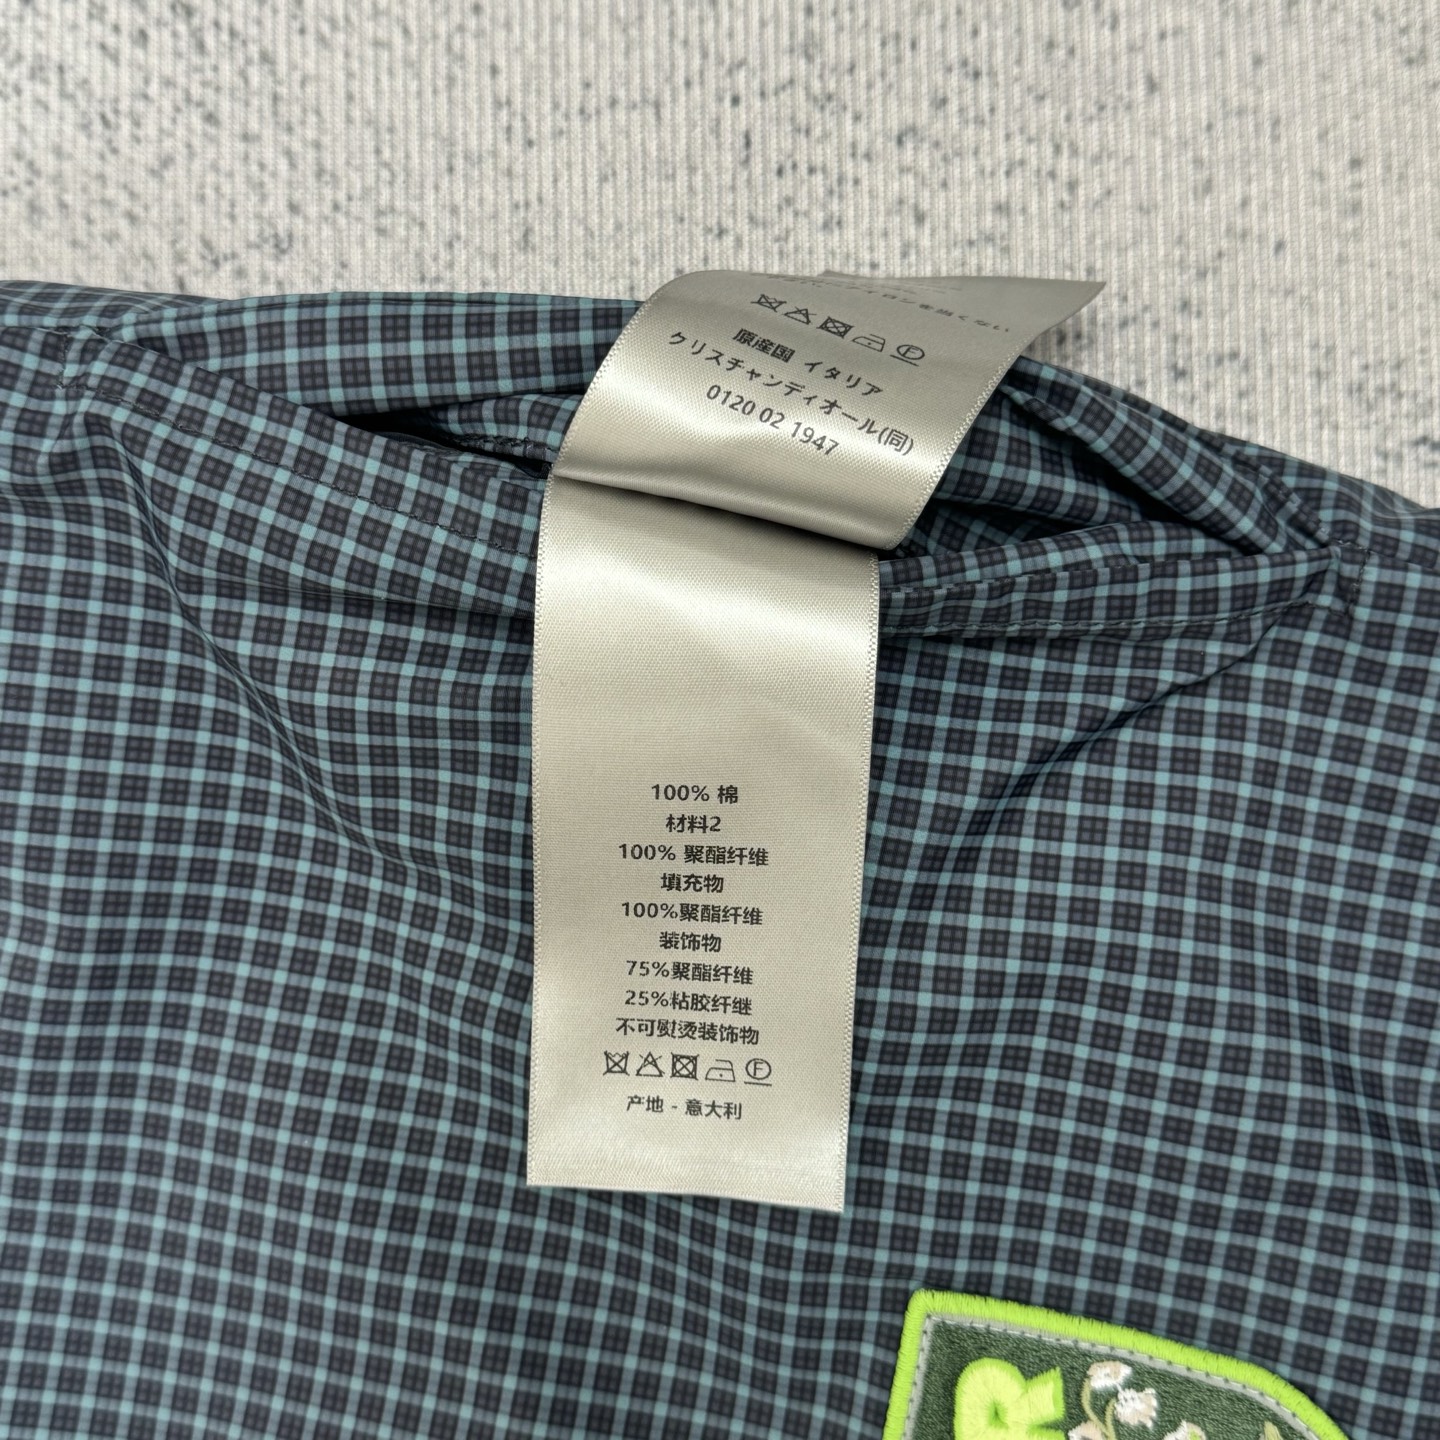 原産国 イタリア
クリスチャンディオール(同)
0120 02 1947
100% 棉
材料2
100% 聚酯纤维
填充物
100%聚酯纤维
装饰物
75%聚酯纤维
25%粘胶纤继
不可熨烫装饰物
F
产地 - 意大利
R